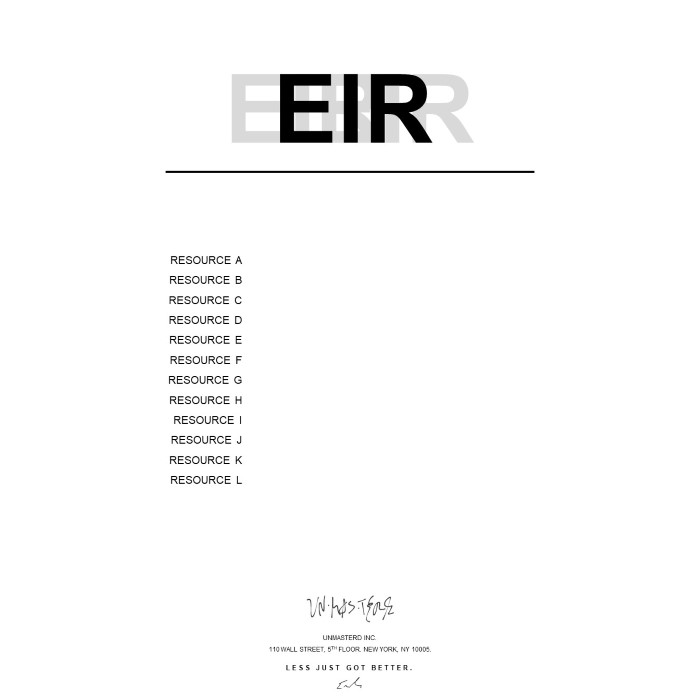 EIR
RESOURCE A
RESOURCE B
RESOURCE C
RESOURCE D
RESOURCE E
RESOURCE F
RESOURCE G
RESOURCE H
RESOURCE I
RESOURCE J
RESOURCE K
RESOURCE L
UNMASTERD INC.
110 WALL STREET, 5TH FLOOR, NEW YORK, NY 10005.
LESS JUST GOT BETTER.